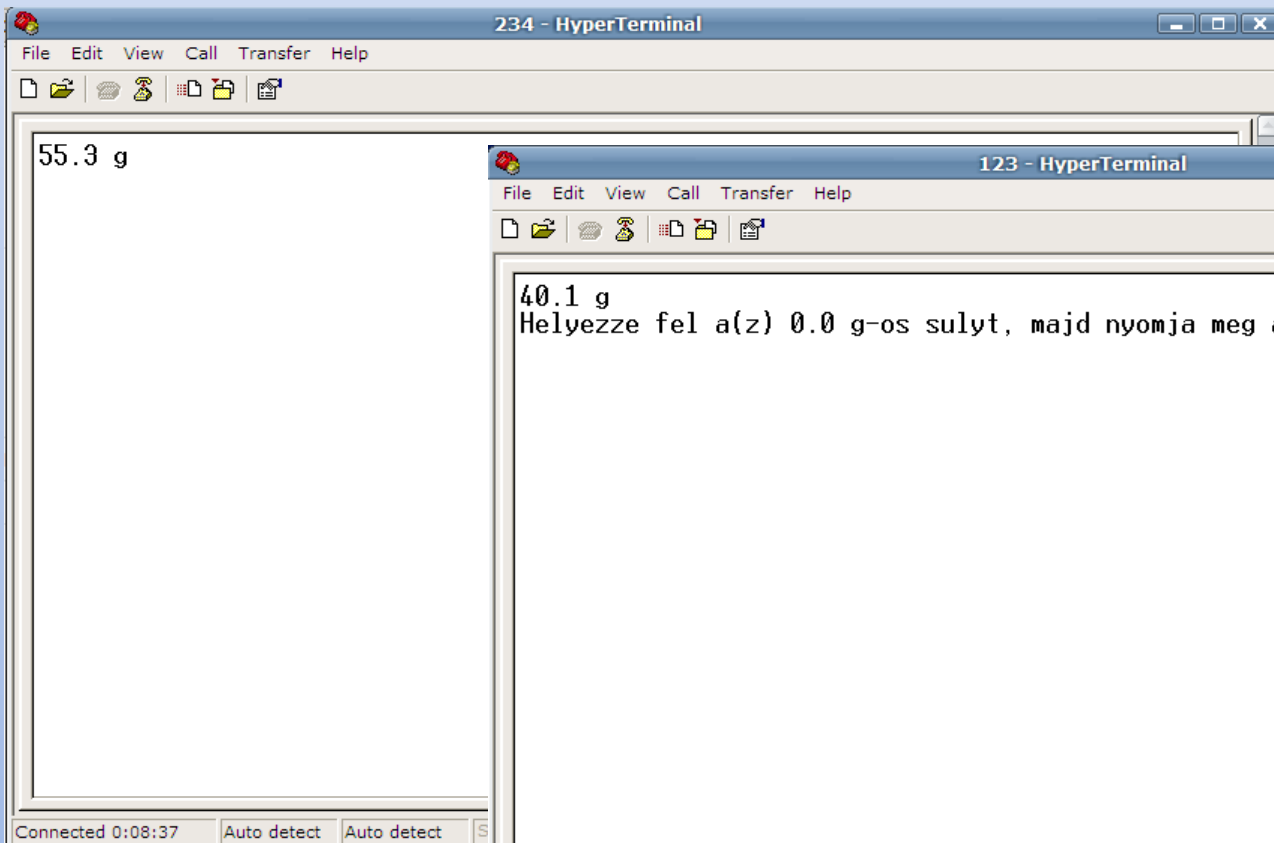 234 - HyperTerminal
File Edit View Call Transfer Help
55.3 g
Connected 0:08:37 Auto detect Auto detect
123 - HyperTerminal
File Edit View Call Transfer Help
40.1 g
Helyezze fel a(z) 0.0 g-os sulyt, majd nyomja meg